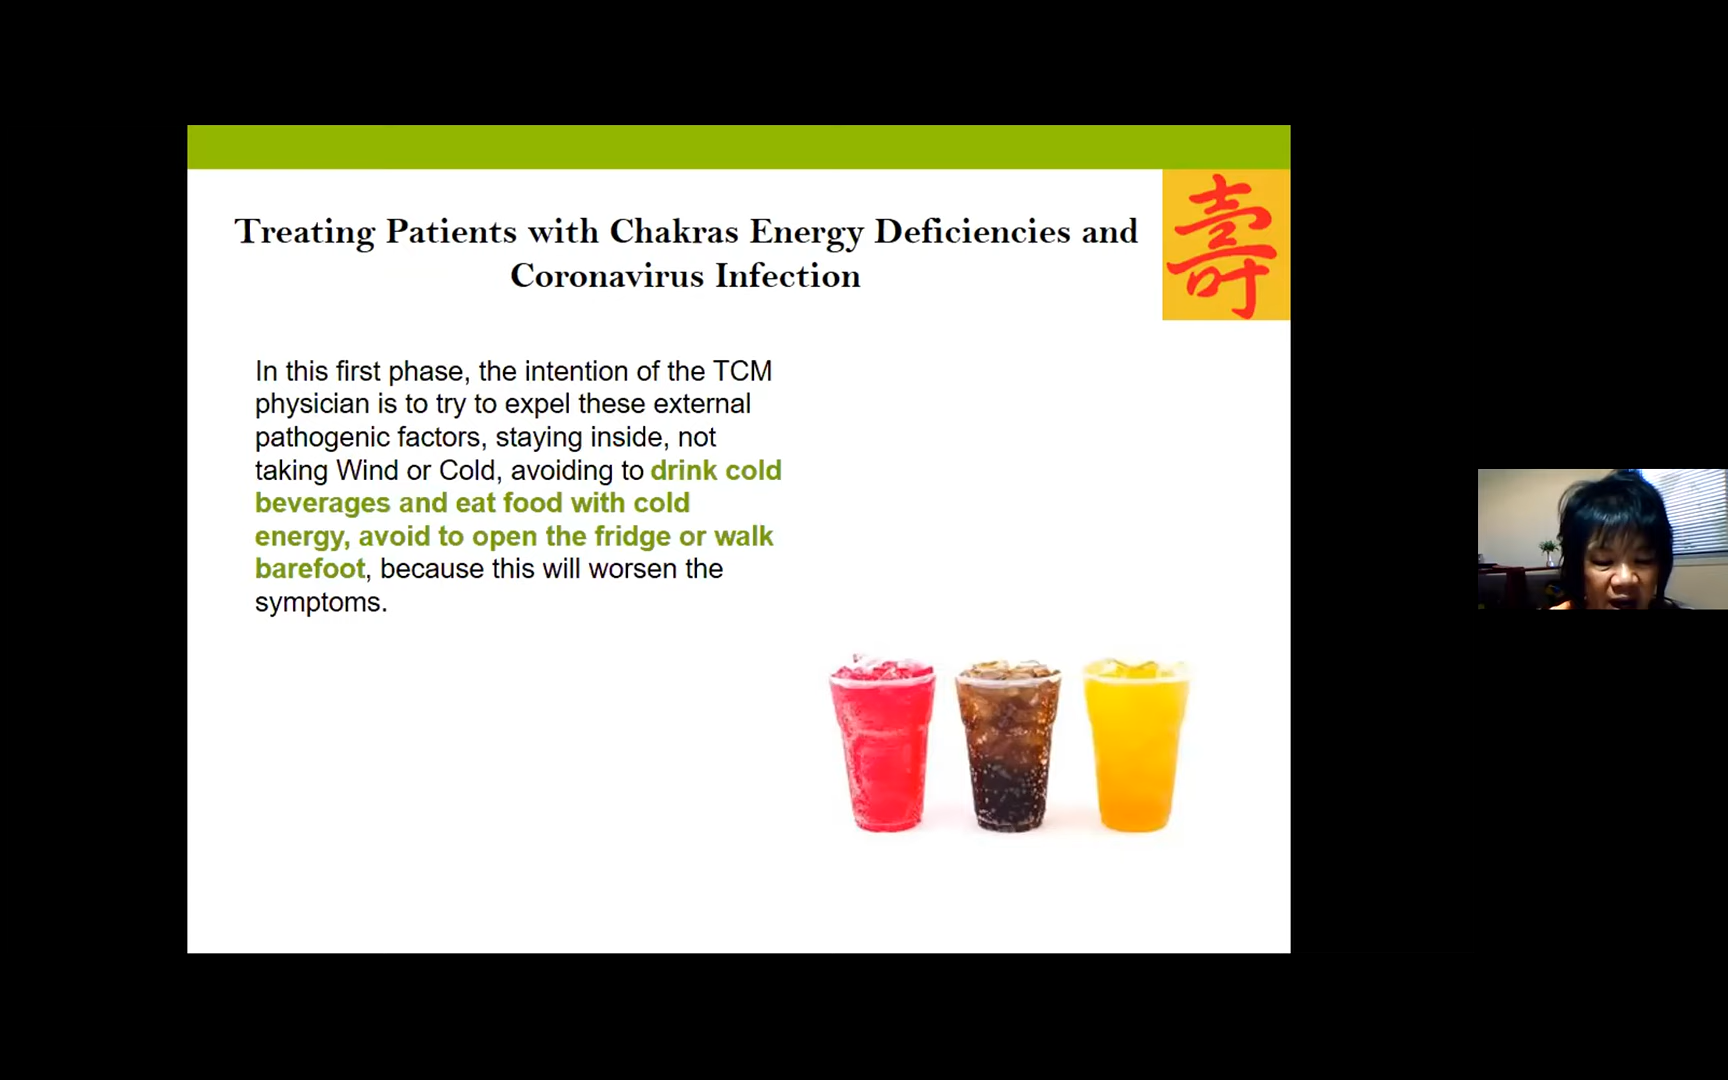 Treating Patients with Chakras Energy Deficiencies and
Coronavirus Infection
壽
In this first phase, the intention of the TCM
physician is to try to expel these external
pathogenic factors, staying inside, not
taking Wind or Cold, avoiding to drink cold
beverages and eat food with cold
energy, avoid to open the fridge or walk
barefoot, because this will worsen the
symptoms.